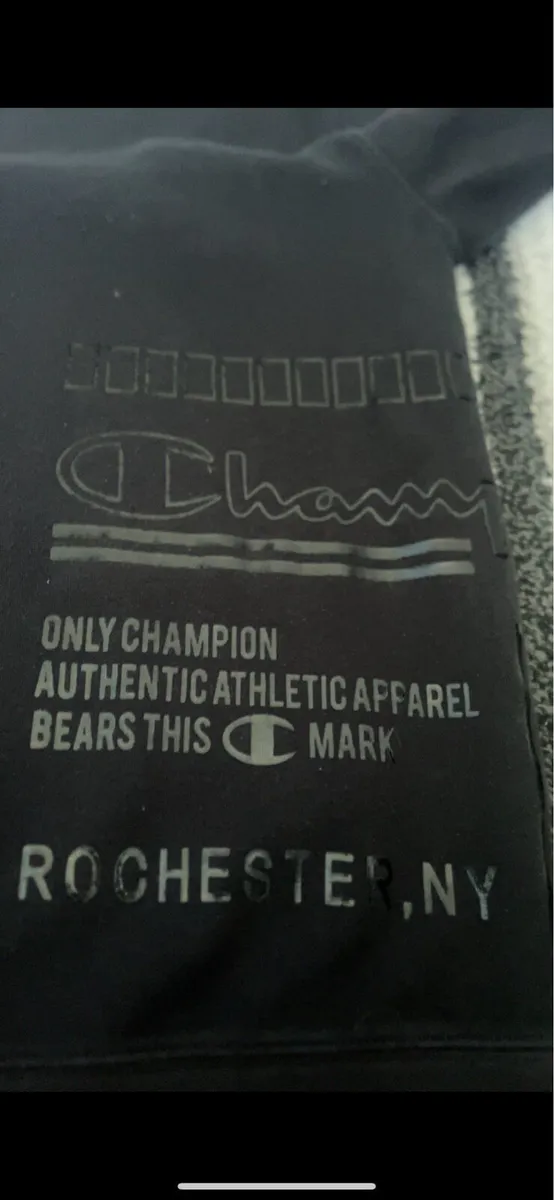 Champ
ONLY CHAMPION
AUTHENTIC ATHLETIC APPAREL
BEARS THIS C MARK
ROCHESTER, NY